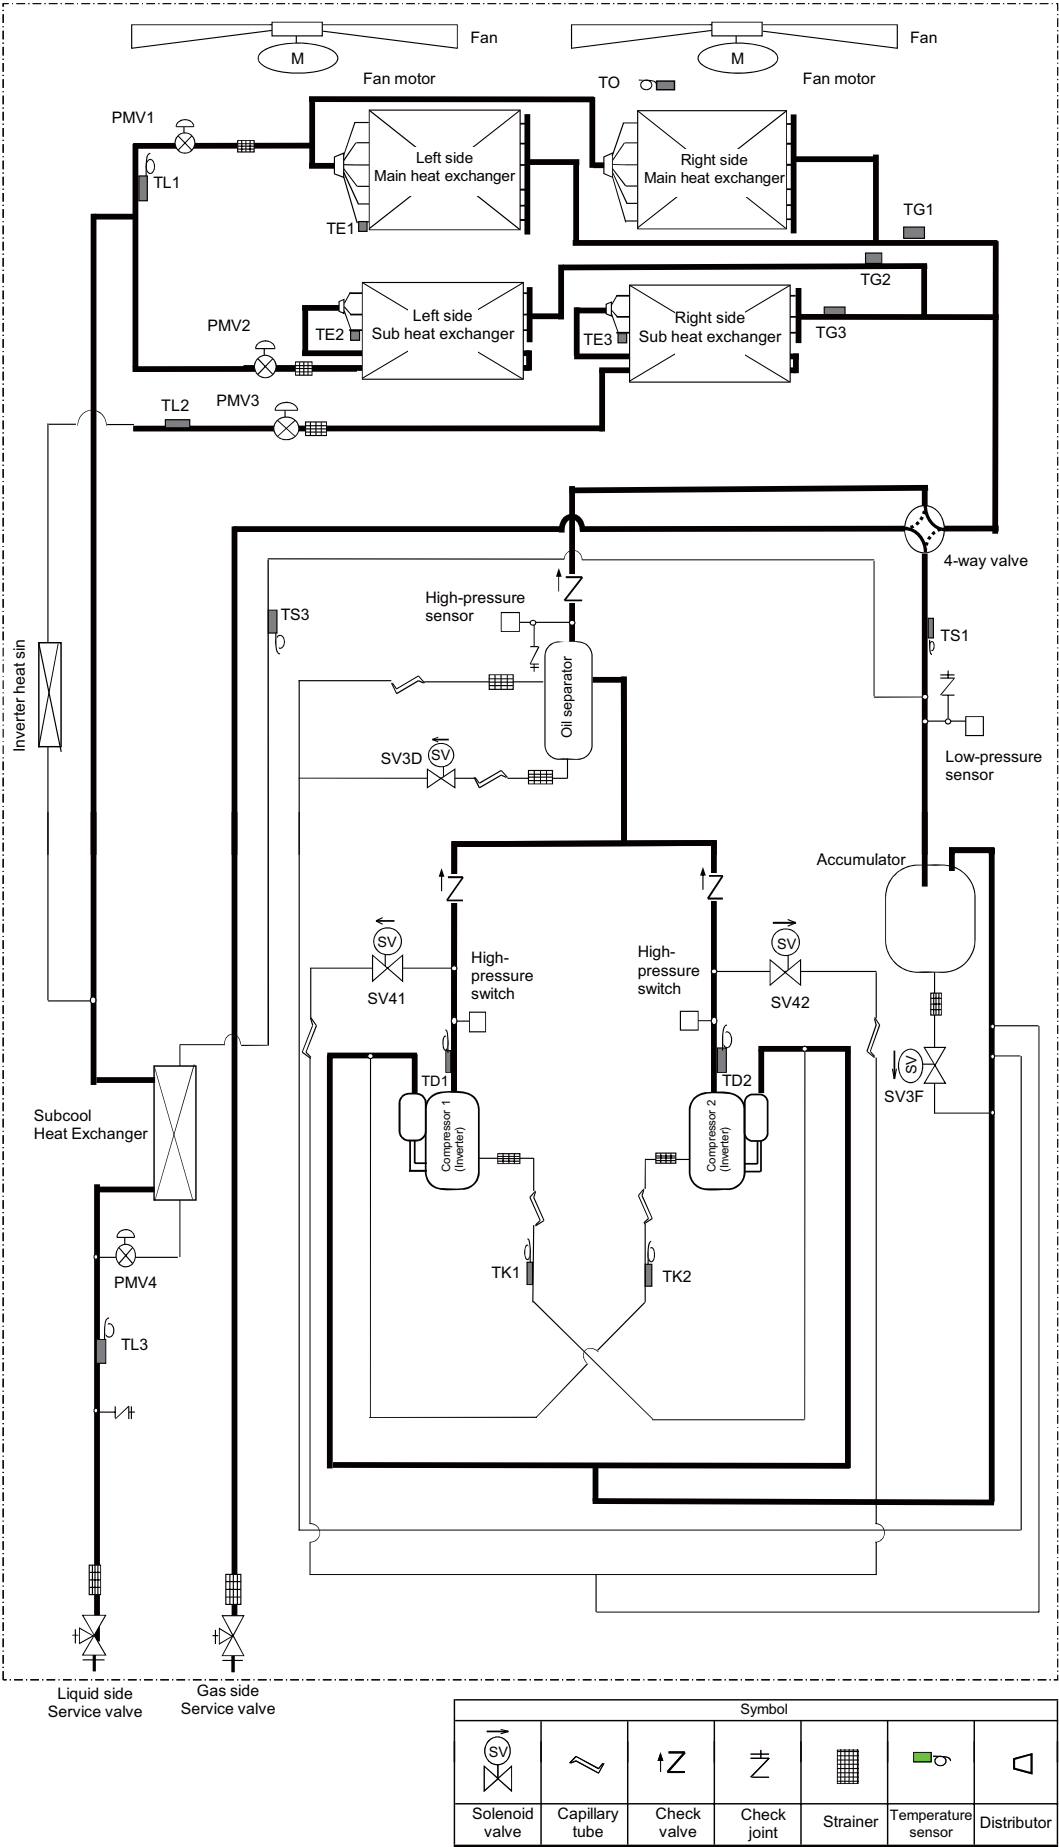 Fan
Fan
M
M
Fan motor
TO
Fan motor
PMV1
Left side
Main heat exchanger
Right side
Main heat exchanger
TL1
TE1
TG1
TG2
PMV2
TE2
Left side
Sub heat exchanger
TE3
Right side
Sub heat exchanger
TG3
TL2
PMV3
4-way valve
High-pressure
sensor
TS3
TS1
Inverter heat sin
Oil separator
SV3D
SV
Low-pressure
sensor
Accumulator
SV
SV41
High-
pressure
switch
High-
pressure
switch
SV
SV42
SV
SV3F
TD1
TD2
Subcool
Heat Exchanger
Compressor 1
(Inverter)
Compressor 2
(Inverter)
PMV4
TK1
TK2
TL3
Liquid side
Service valve
Gas side
Service valve
Symbol
SV
Solenoid
valve
Capillary
tube
Check
valve
Check
joint
Strainer
Temperature
sensor
Distributor